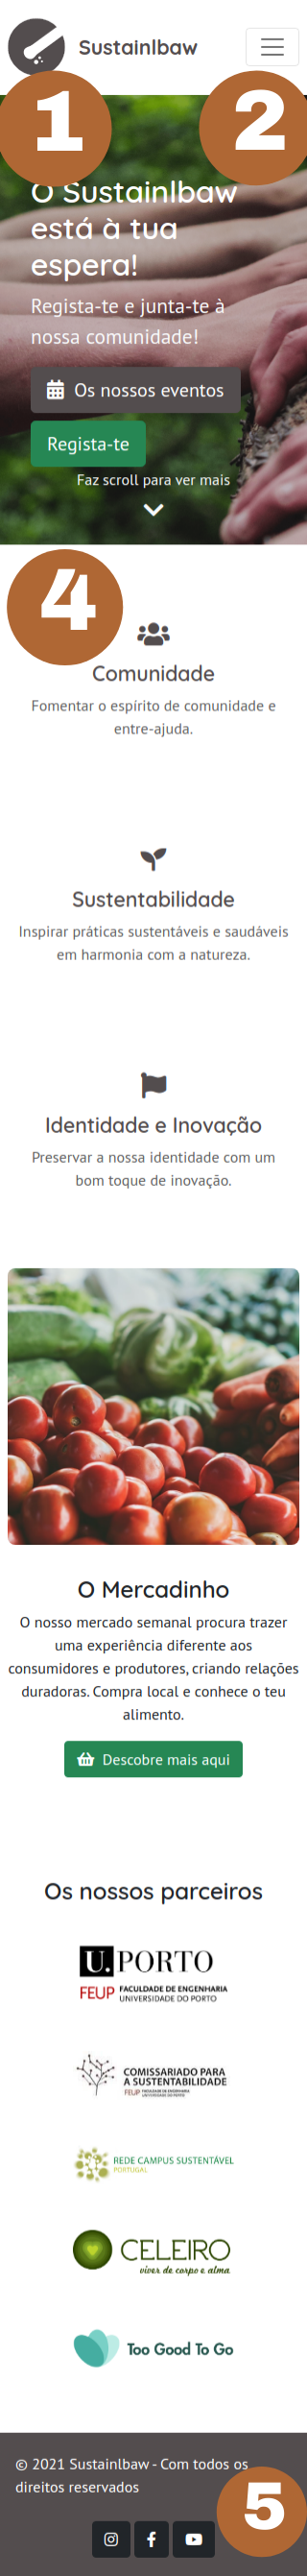 Sustainlbaw
1
2
O Sustainlbaw
está à tua
espera!
Regista-te e junta-te à
nossa comunidade!
Os nossos eventos
Regista-te
Faz scroll para ver mais
4
Comunidade
Fomentar o espírito de comunidade e
entre-ajuda.
Sustentabilidade
Inspirar práticas sustentáveis e saudáveis
em harmonia com a natureza.
Identidade e Inovação
Preservar a nossa identidade com um
bom toque de inovação.
O Mercadinho
O nosso mercado semanal procura trazer
uma experiência diferente aos
consumidores e produtores, criando relações
duradoras. Compra local e conhece o teu
alimento.
Descobre mais aqui
Os nossos parceiros
U.PORTO
FEUP FACULDADE DE ENGENHARIA
UNIVERSIDADE DO PORTO
COMISSARIADO PARA
A SUSTENTABILIDADE
FEUP FACULDADE DE ENGENHARIA
UNIVERSIDADE DO PORTO
REDE CAMPUS SUSTENTÁVEL
PORTUGAL
CELEIRO
viver de corpo e alma
Too Good To Go
© 2021 Sustainlbaw - Com todos os
direitos reservados
5